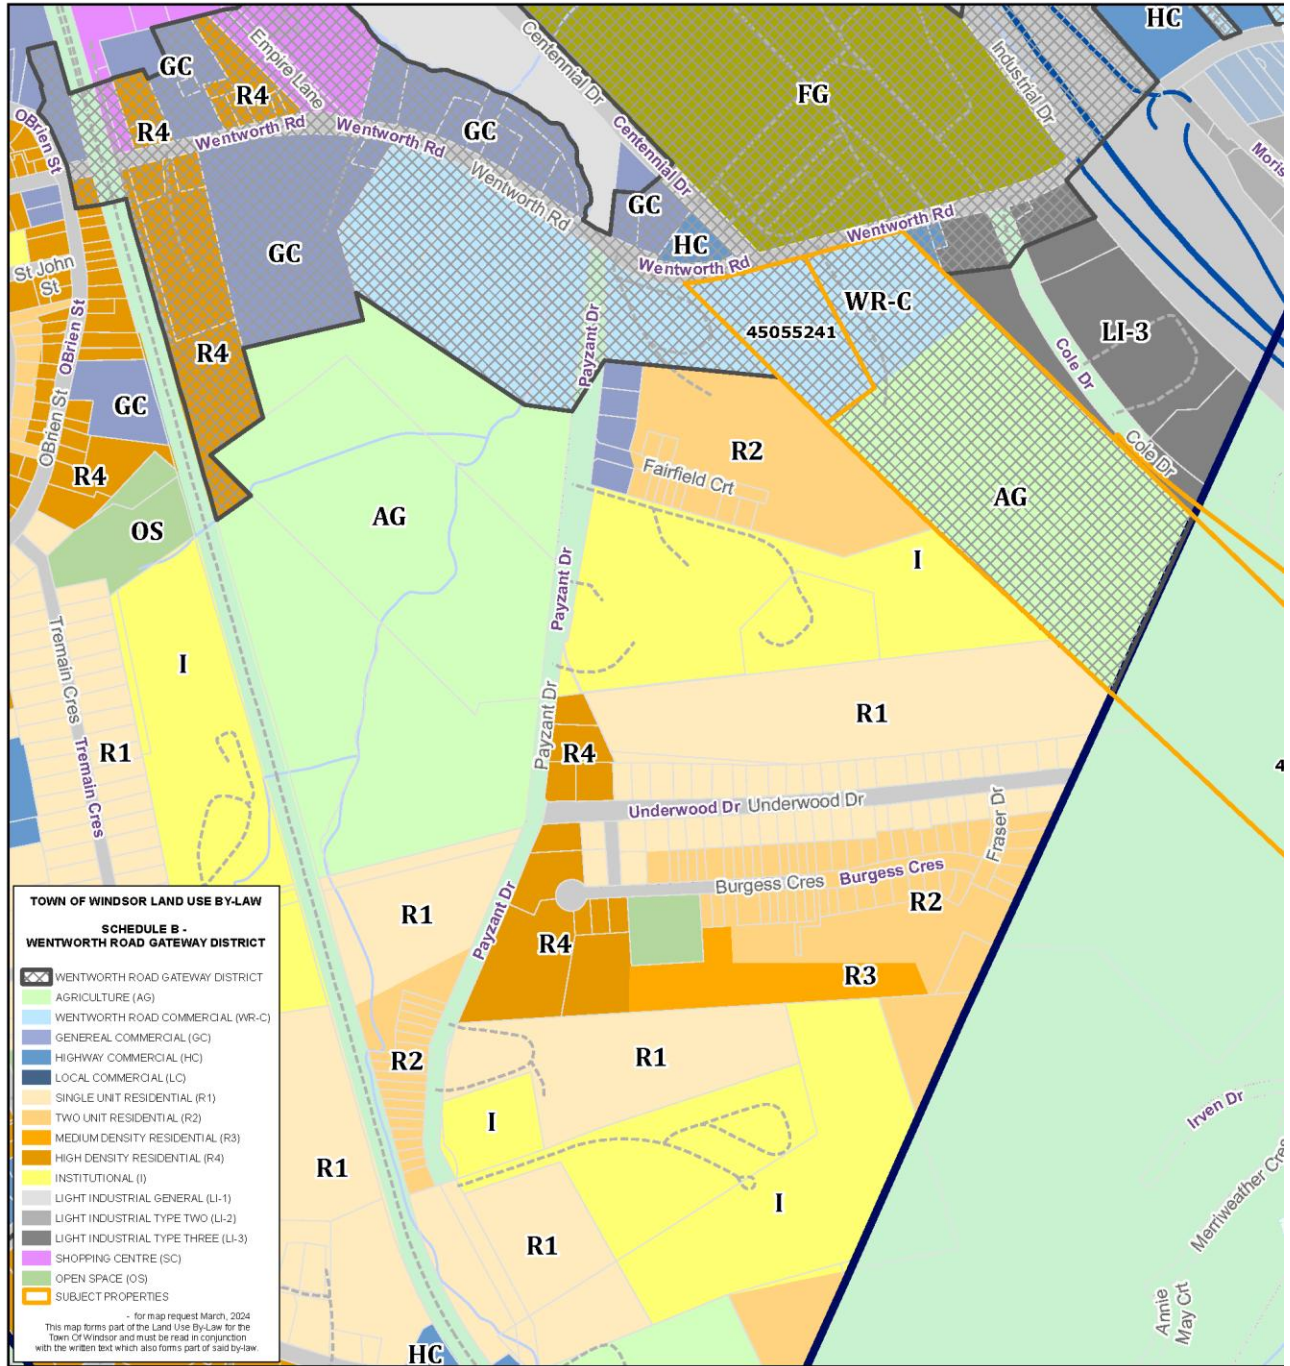 HC
GC
Empire Lane
R4
Centennial Dr
Industrial Dr
FG
OBrien St
R4
Wentworth Rd
Wentworth Rd
GC
Centennial Dr
Wentworth Rd
GC
Wentworth Rd
HC
Wentworth Rd
GC
St John
St
WR-C
45055241
LI-3
OBrien St
R4
Payzant Dr
Cole Dr
GC
OBrien St
R2
Cole Dr
R4
Fairfield Crt
AG
AG
OS
I
Payzant Dr
Tremain Cres
I
R1
Payzant Dr
R4
R1
Tremain Cres
Underwood Dr
Underwood Dr
Fraser Dr
Burgess Cres
Burgess Cres
R1
Payzant Dr
R2
R4
R3
R2
R1
I
R1
I
R1
Irven Dr
Merriweather Cres
Annie
May Crt
HC
TOWN OF WINDSOR LAND USE BY-LAW
SCHEDULE B -
WENTWORTH ROAD GATEWAY DISTRICT
WENTWORTH ROAD GATEWAY DISTRICT
AGRICULTURE (AG)
WENTWORTH ROAD COMMERCIAL (WR-C)
GENEREAL COMMERCIAL (GC)
HIGHWAY COMMERCIAL (HC)
LOCAL COMMERCIAL (LC)
SINGLE UNIT RESIDENTIAL (R1)
TWO UNIT RESIDENTIAL (R2)
MEDIUM DENSITY RESIDENTIAL (R3)
HIGH DENSITY RESIDENTIAL (R4)
INSTITUTIONAL (I)
LIGHT INDUSTRIAL GENERAL (LI-1)
LIGHT INDUSTRIAL TYPE TWO (LI-2)
LIGHT INDUSTRIAL TYPE THREE (LI-3)
SHOPPING CENTRE (SC)
OPEN SPACE (OS)
SUBJECT PROPERTIES
- for map request March, 2024
This map forms part of the Land Use By-Law for the
Town Of Windsor and must be read in conjunction
with the written text which also forms part of said by-law.